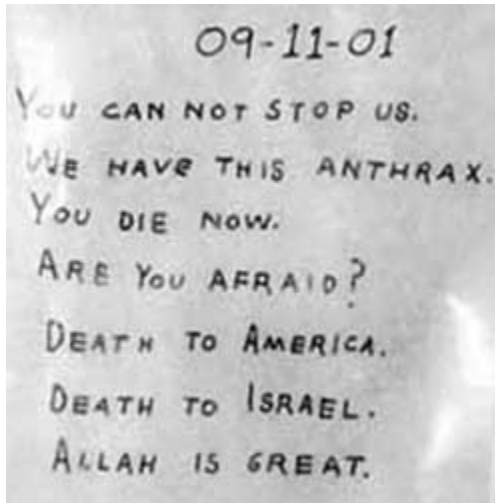 09-11-01
YOU CAN NOT STOP US.
WE HAVE THIS ANTHRAX.
YOU DIE NOW.
ARE YOU AFRAID?
DEATH TO AMERICA.
DEATH TO ISRAEL.
ALLAH IS GREAT.